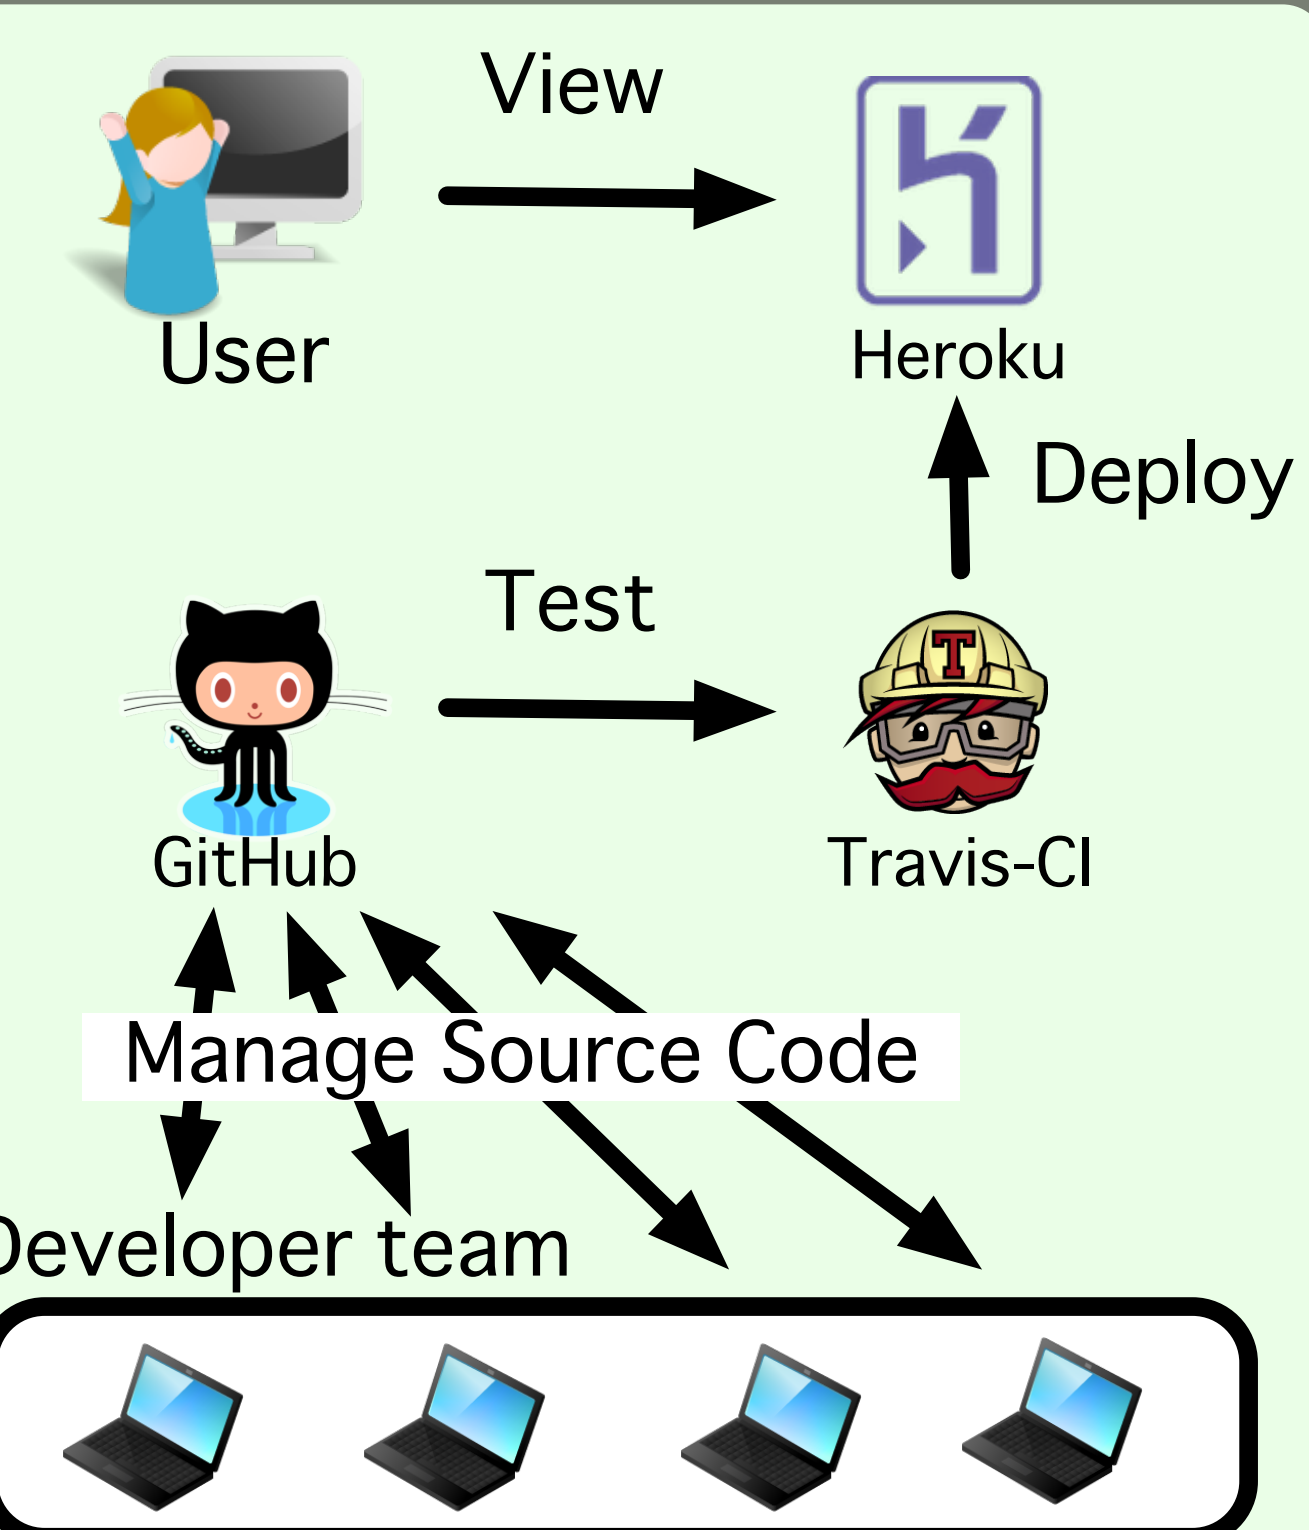 View
User
Heroku
Deploy
Test
T
GitHub
Travis-CI
Manage Source Code
Developer team